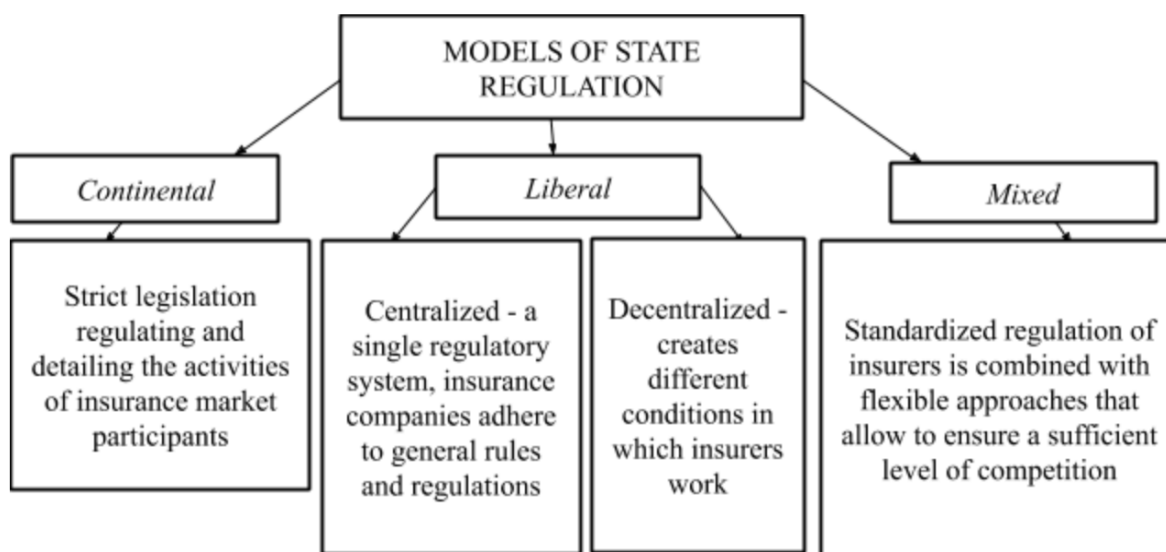 MODELS OF STATE
REGULATION
Continental
Liberal
Mixed
Strict legislation
regulating and
detailing the activities
of insurance market
participants
Centralized - a
single regulatory
system, insurance
companies adhere
to general rules
and regulations
Decentralized -
creates
different
conditions in
which insurers
work
Standardized regulation of
insurers is combined with
flexible approaches that
allow to ensure a sufficient
level of competition